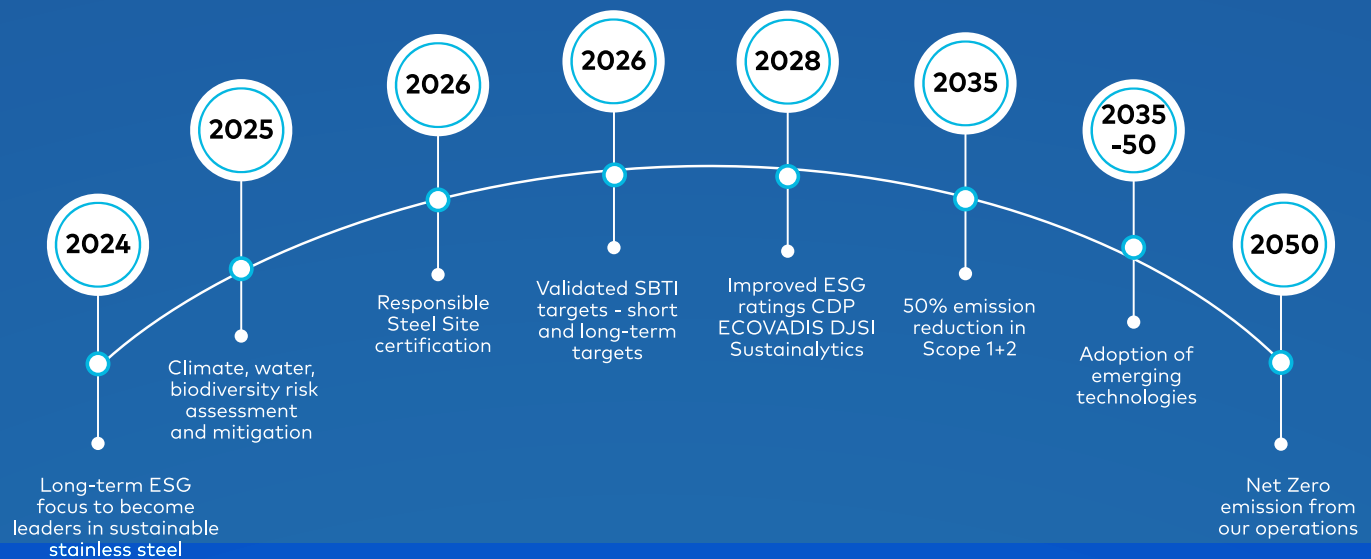 2024
Long-term ESG
focus to become
leaders in sustainable
stainless steel
2025
Climate, water,
biodiversity risk
assessment
and mitigation
2026
Responsible
Steel Site
certification
2026
Validated SBTI
targets - short
and long-term
targets
2028
Improved ESG
ratings CDP
ECOVADIS DJSI
Sustainalytics
2035
50% emission
reduction in
Scope 1+2
2035
-50
Adoption of
emerging
technologies
2050
Net Zero
emission from
our operations